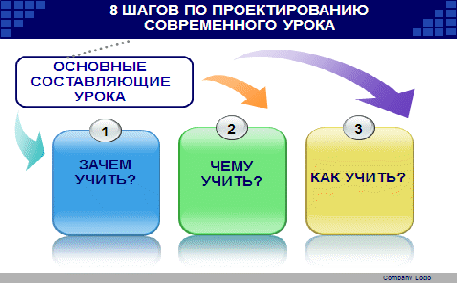 8 ШАГОВ ПО ПРОЕКТИРОВАНИЮ
СОВРЕМЕННОГО УРОКА
ОСНОВНЫЕ
СОСТАВЛЯЮЩИЕ
УРОКА
1
ЗАЧЕМ
УЧИТЬ?
2
ЧЕМУ
УЧИТЬ?
3
КАК УЧИТЬ?
Company Logo